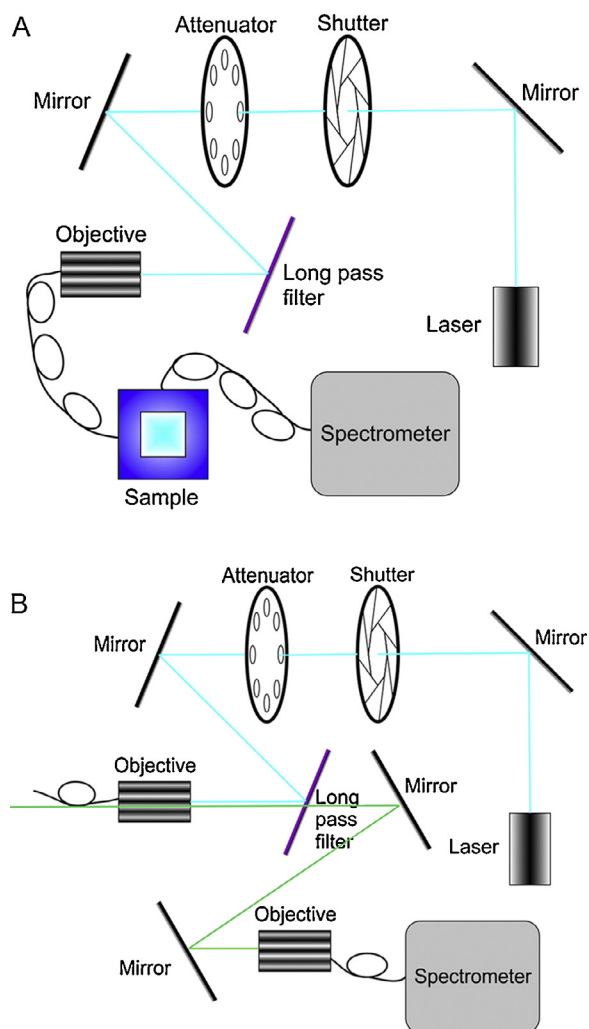 A
Attenuator
Shutter
Mirror
Mirror
Objective
Long pass
filter
Laser
Spectrometer
Sample
B
Attenuator
Shutter
Mirror
Mirror
Objective
Long
pass
filter
Mirror
Laser
Objective
Mirror
Spectrometer